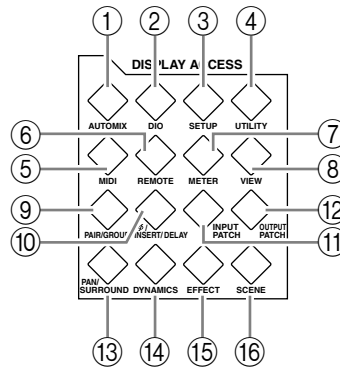 ① ② ③ ④
DISPLAY ACCESS
AUTOMIX DIO SETUP UTILITY
⑥ ⑦
⑤ ⑧
MIDI REMOTE METER VIEW
⑨ ⑫
⑩ ⑪
PAIR/GROUP ø/INSERT/DELAY INPUT PATCH OUTPUT PATCH
PAN/SURROUND DYNAMICS EFFECT SCENE
⑬ ⑭ ⑮ ⑯